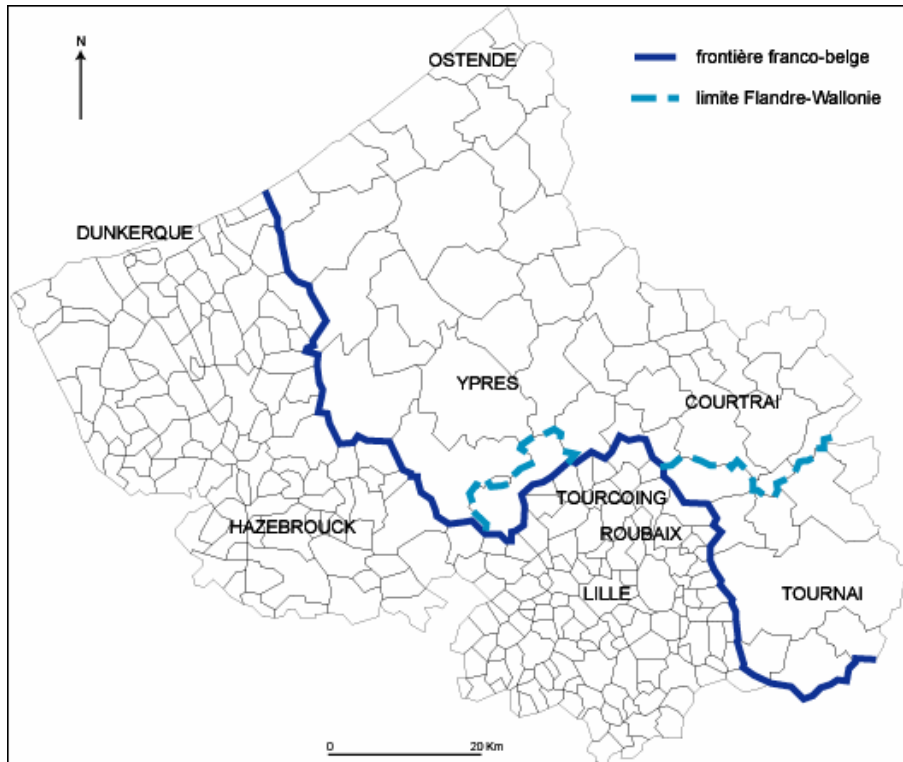 N
OSTENDE
frontière franco-belge
limite Flandre-Wallonie
DUNKERQUE
YPRES
COURTRAI
TOURCOING
HAZEBROUCK
ROUBAIX
LILLE
TOURNAI
0 20 Km